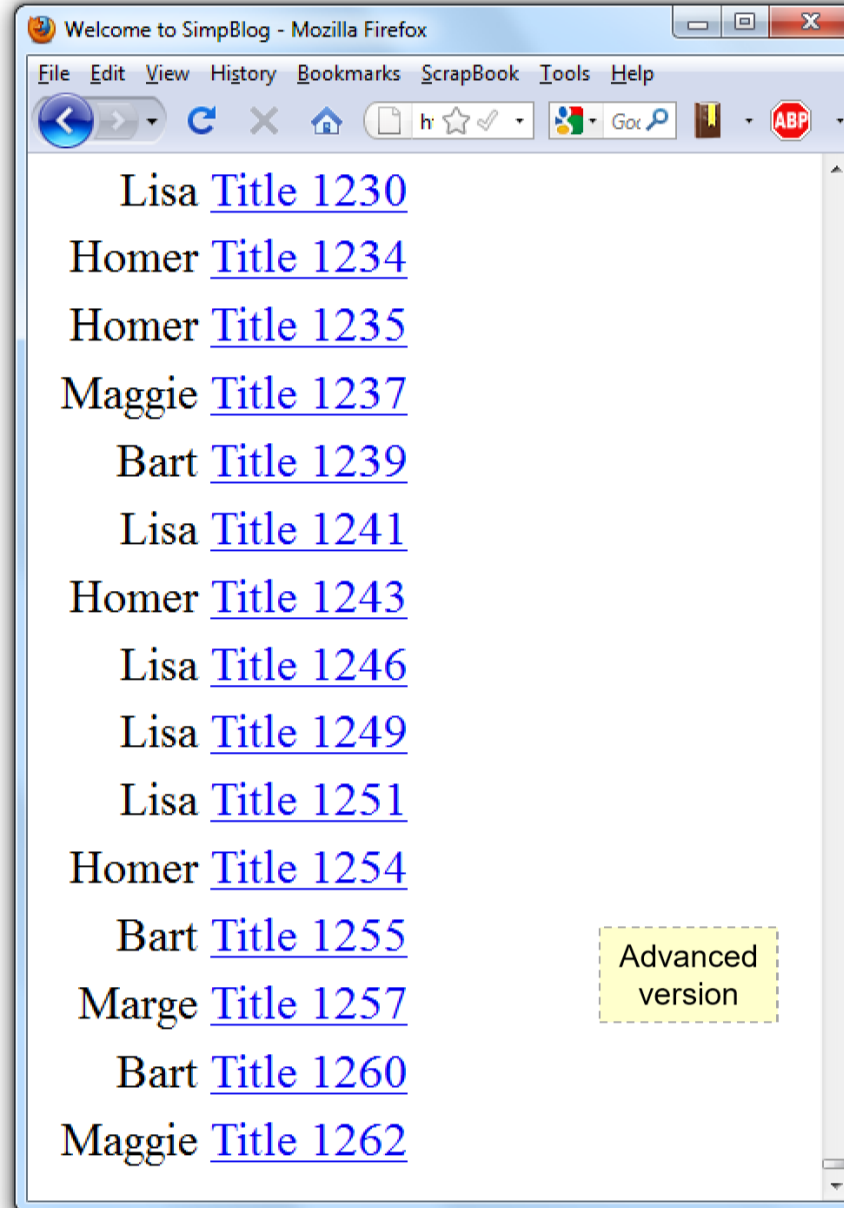 Welcome to SimpBlog - Mozilla Firefox
File Edit View History Bookmarks ScrapBook Tools Help
ABP
Lisa Title 1230
Homer Title 1234
Homer Title 1235
Maggie Title 1237
Bart Title 1239
Lisa Title 1241
Homer Title 1243
Lisa Title 1246
Lisa Title 1249
Lisa Title 1251
Homer Title 1254
Bart Title 1255
Advanced
version
Marge Title 1257
Bart Title 1260
Maggie Title 1262